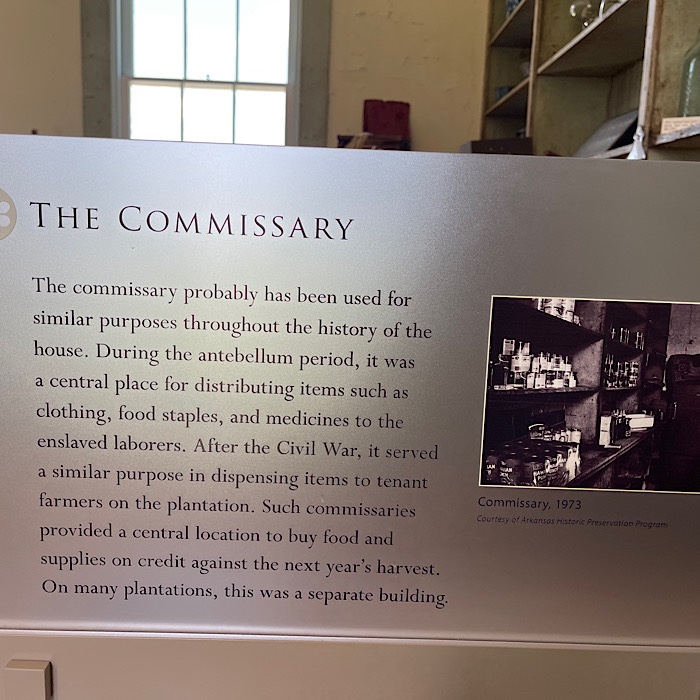 THE COMMISSARY
The commissary probably has been used for
similar purposes throughout the history of the
house. During the antebellum period, it was
a central place for distributing items such as
clothing, food staples, and medicines to the
enslaved laborers. After the Civil War, it served
a similar purpose in dispensing items to tenant
farmers on the plantation. Such commissaries
provided a central location to buy food and
supplies on credit against the next year's harvest.
On many plantations, this was a separate building.
Commissary, 1973
Courtesy of Arkansas Historic Preservation Program